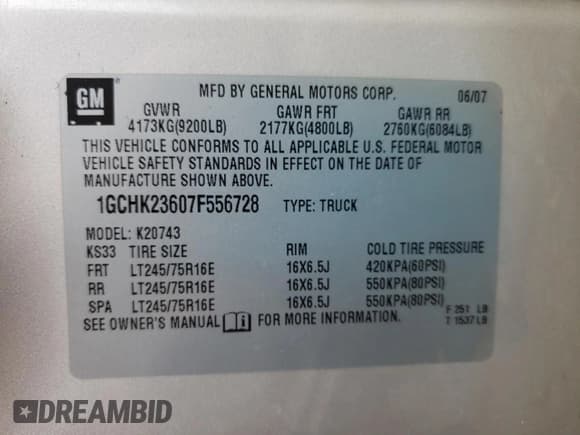 GM
MFD BY GENERAL MOTORS CORP. 06/07
GVWR GAWR FRT GAWR RR
4173KG(9200LB) 2177KG(4800LB) 2760KG(6084LB)
THIS VEHICLE CONFORMS TO ALL APPLICABLE U.S. FEDERAL MOTOR
VEHICLE SAFETY STANDARDS IN EFFECT ON THE DATE OF
MANUFACTURE SHOWN ABOVE.
1GCHK23607F556728 TYPE: TRUCK
MODEL: K20743
KS33 TIRE SIZE RIM COLD TIRE PRESSURE
FRT LT245/75R16E 16X6.5J 420KPA(60PSI)
RR LT245/75R16E 16X6.5J 550KPA(80PSI)
SPA LT245/75R16E 16X6.5J 550KPA(80PSI)
SEE OWNER'S MANUAL i FOR MORE INFORMATION.
F 251 LB
T 1537 LB
DREAMBID